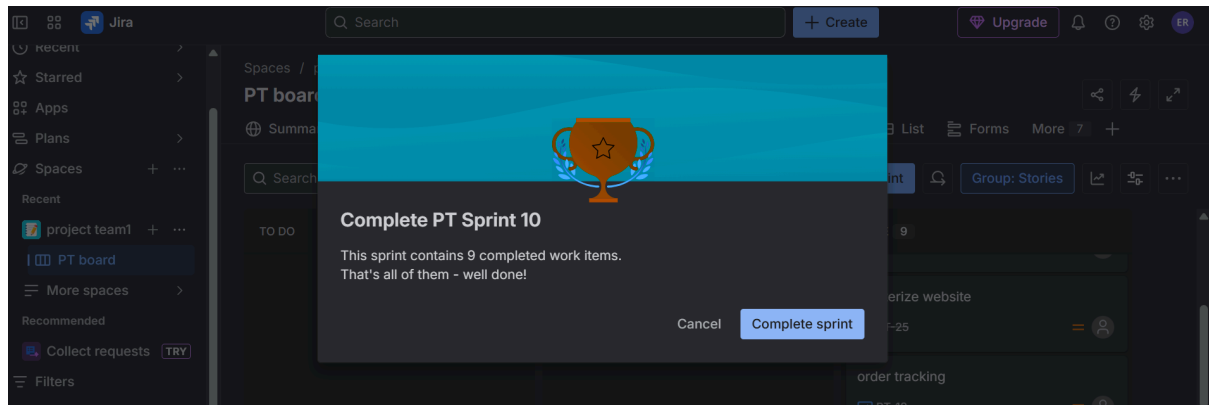 Jira
Search
+ Create
Upgrade
ER
Recent
Starred
Apps
Plans
Spaces
Recent
project team1
PT board
More spaces
Recommended
Collect requests TRY
Filters
Spaces /
PT board
Summa
List
Forms
More 7
Search
int
Group: Stories
TO DO
9
Complete PT Sprint 10
This sprint contains 9 completed work items.
That's all of them - well done!
Cancel
Complete sprint
erize website
-25
order tracking